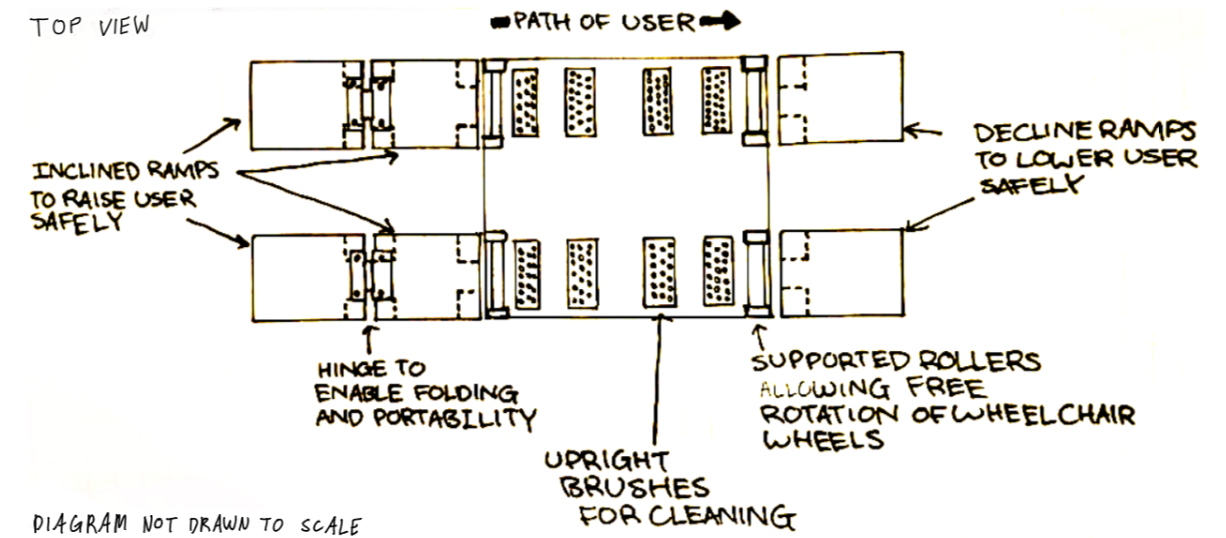 TOP VIEW
PATH OF USER
INCLINED RAMPS
TO RAISE USER
SAFELY
DECLINE RAMPS
TO LOWER USER
SAFELY
HINGE TO
ENABLE FOLDING
AND PORTABILITY
SUPPORTED ROLLERS
ALLOWING FREE
ROTATION OF WHEELCHAIR
WHEELS
UPRIGHT
BRUSHES
FOR CLEANING
DIAGRAM NOT DRAWN TO SCALE